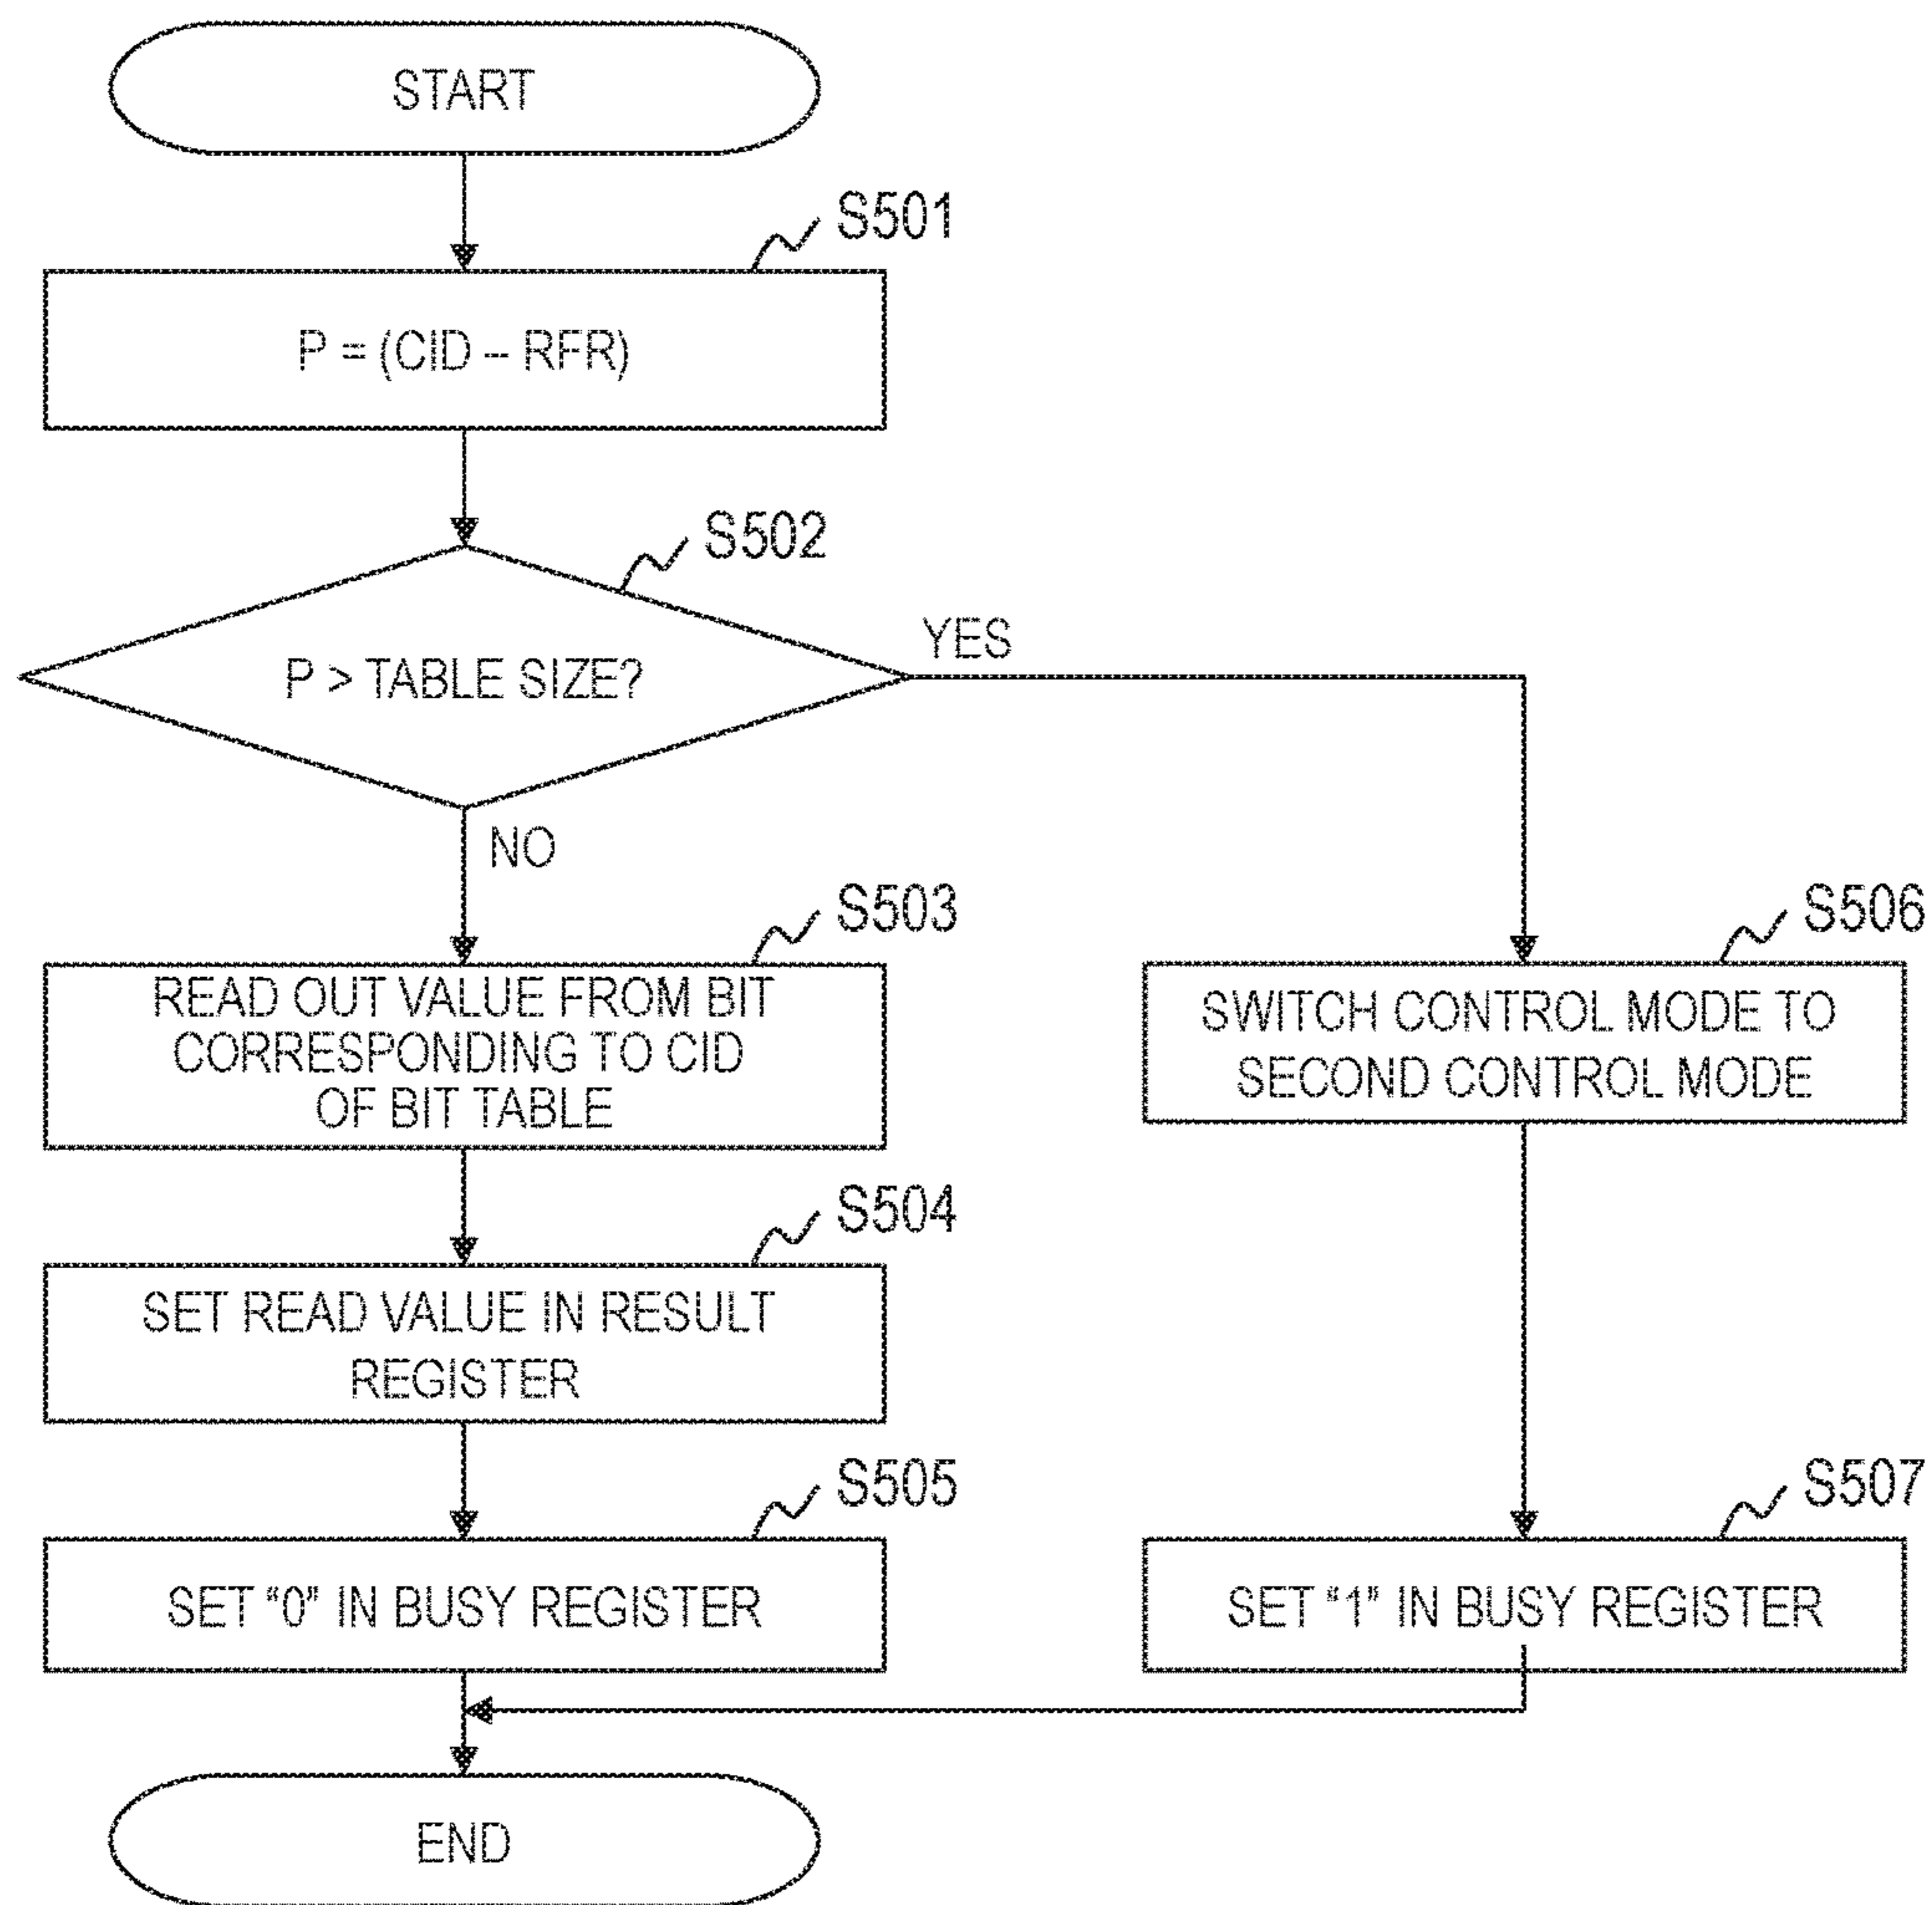 START
S501
P = (CID – RFR)
S502
P > TABLE SIZE?
YES
NO
S503
READ OUT VALUE FROM BIT
CORRESPONDING TO CID
OF BIT TABLE
S506
SWITCH CONTROL MODE TO
SECOND CONTROL MODE
S504
SET READ VALUE IN RESULT
REGISTER
S505
SET “0” IN BUSY REGISTER
S507
SET “1” IN BUSY REGISTER
END